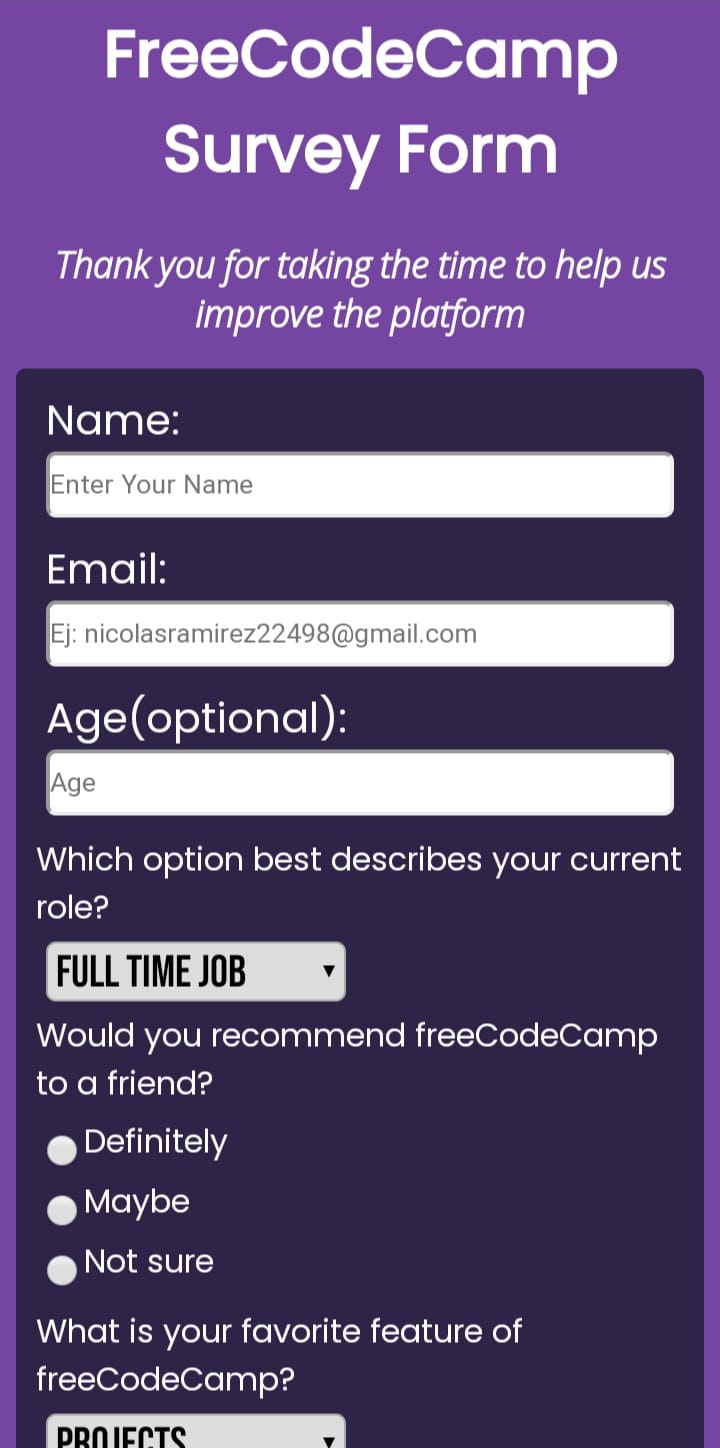 FreeCodeCamp
Survey Form
Thank you for taking the time to help us
improve the platform
Name:
Enter Your Name
Email:
Ej: nicolasramirez22498@gmail.com
Age(optional):
Age
Which option best describes your current
role?
FULL TIME JOB
Would you recommend freeCodeCamp
to a friend?
Definitely
Maybe
Not sure
What is your favorite feature of
freeCodeCamp?
PROJECTS